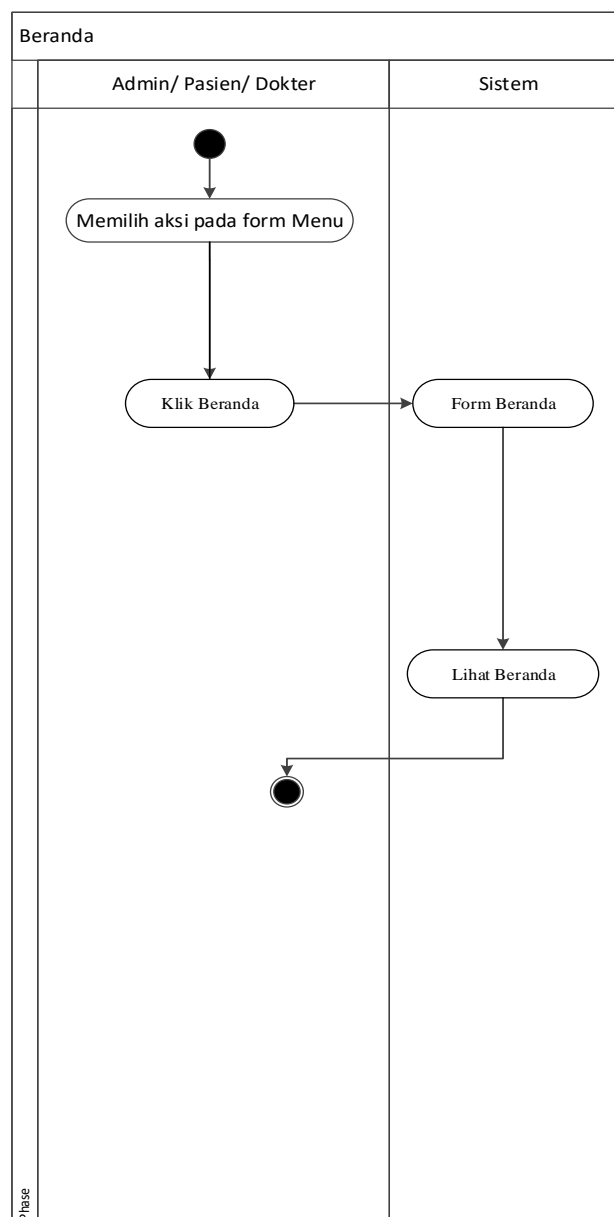 Beranda
Admin/ Pasien/ Dokter
Sistem
Memilih aksi pada form Menu
Klik Beranda
Form Beranda
Lihat Beranda
Phase